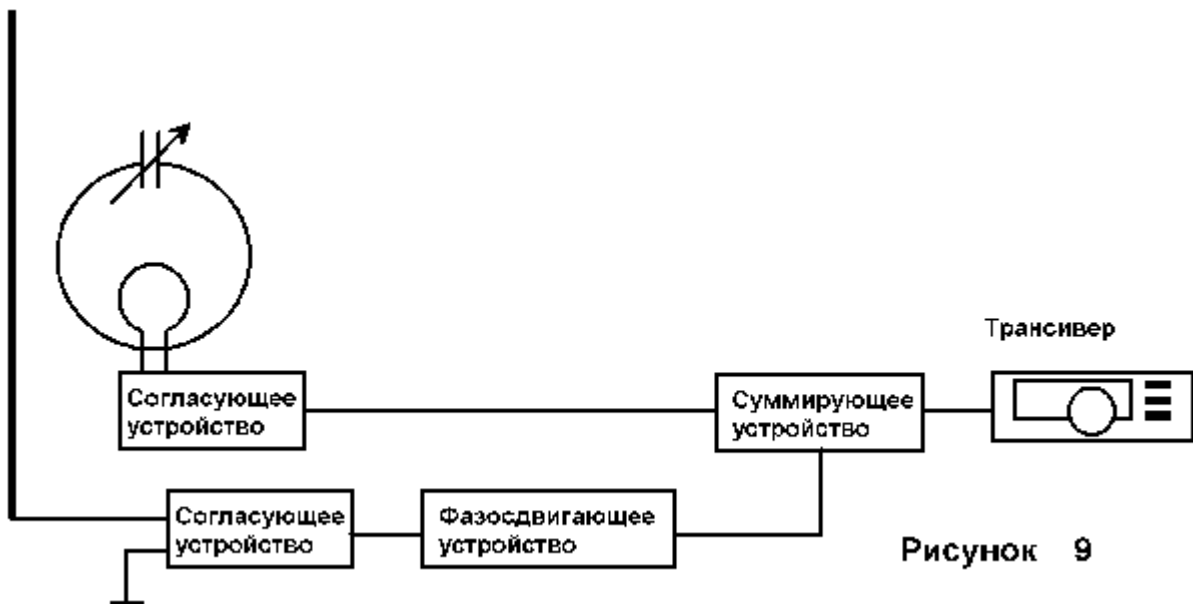 Трансивер
Согласующее
устройство
Суммирующее
устройство
Согласующее
устройство
Фазосдвигающее
устройство
Рисунок 9